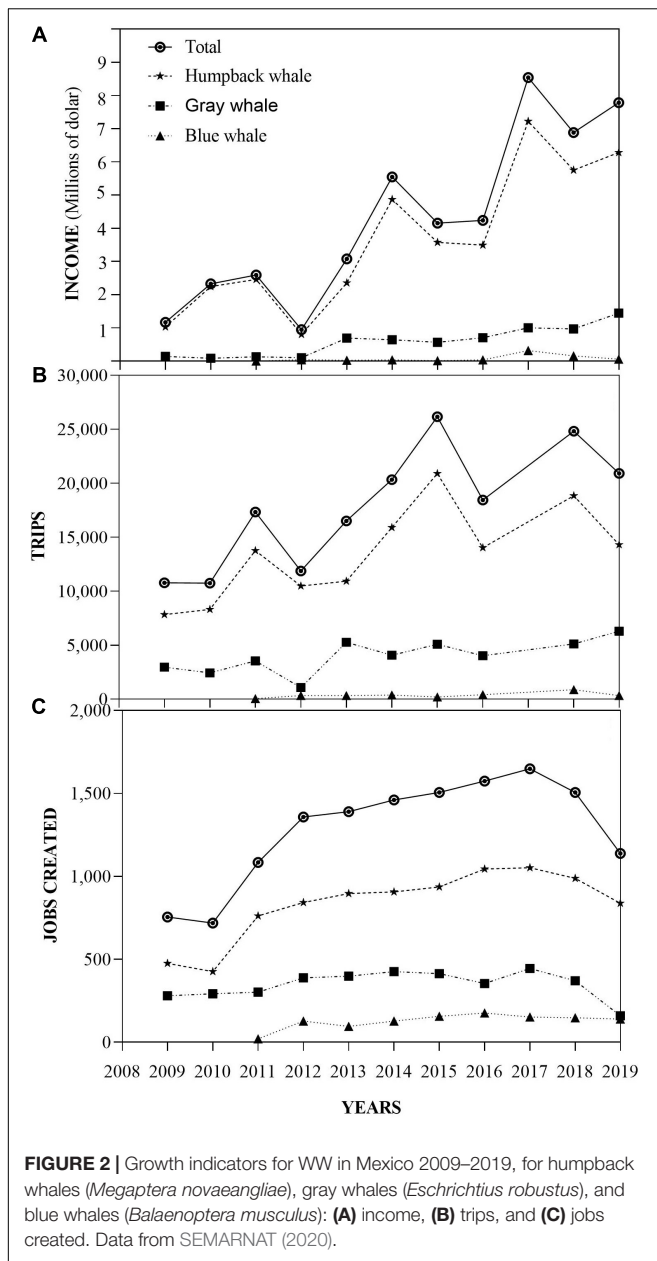 A
Total
Humpback whale
Gray whale
Blue whale
INCOME (Millions of dolar)
9
8
7
6
5
4
3
2
1
B
TRIPS
30,000
25,000
20,000
15,000
10,000
5,000
0
C
JOBS CREATED
2,000
1,500
1,000
500
0
2008 2009 2010 2011 2012 2013 2014 2015 2016 2017 2018 2019
YEARS
FIGURE 2 | Growth indicators for WW in Mexico 2009–2019, for humpback
whales (Megaptera novaeangliae), gray whales (Eschrichtius robustus), and
blue whales (Balaenoptera musculus): (A) income, (B) trips, and (C) jobs
created. Data from SEMARNAT (2020).